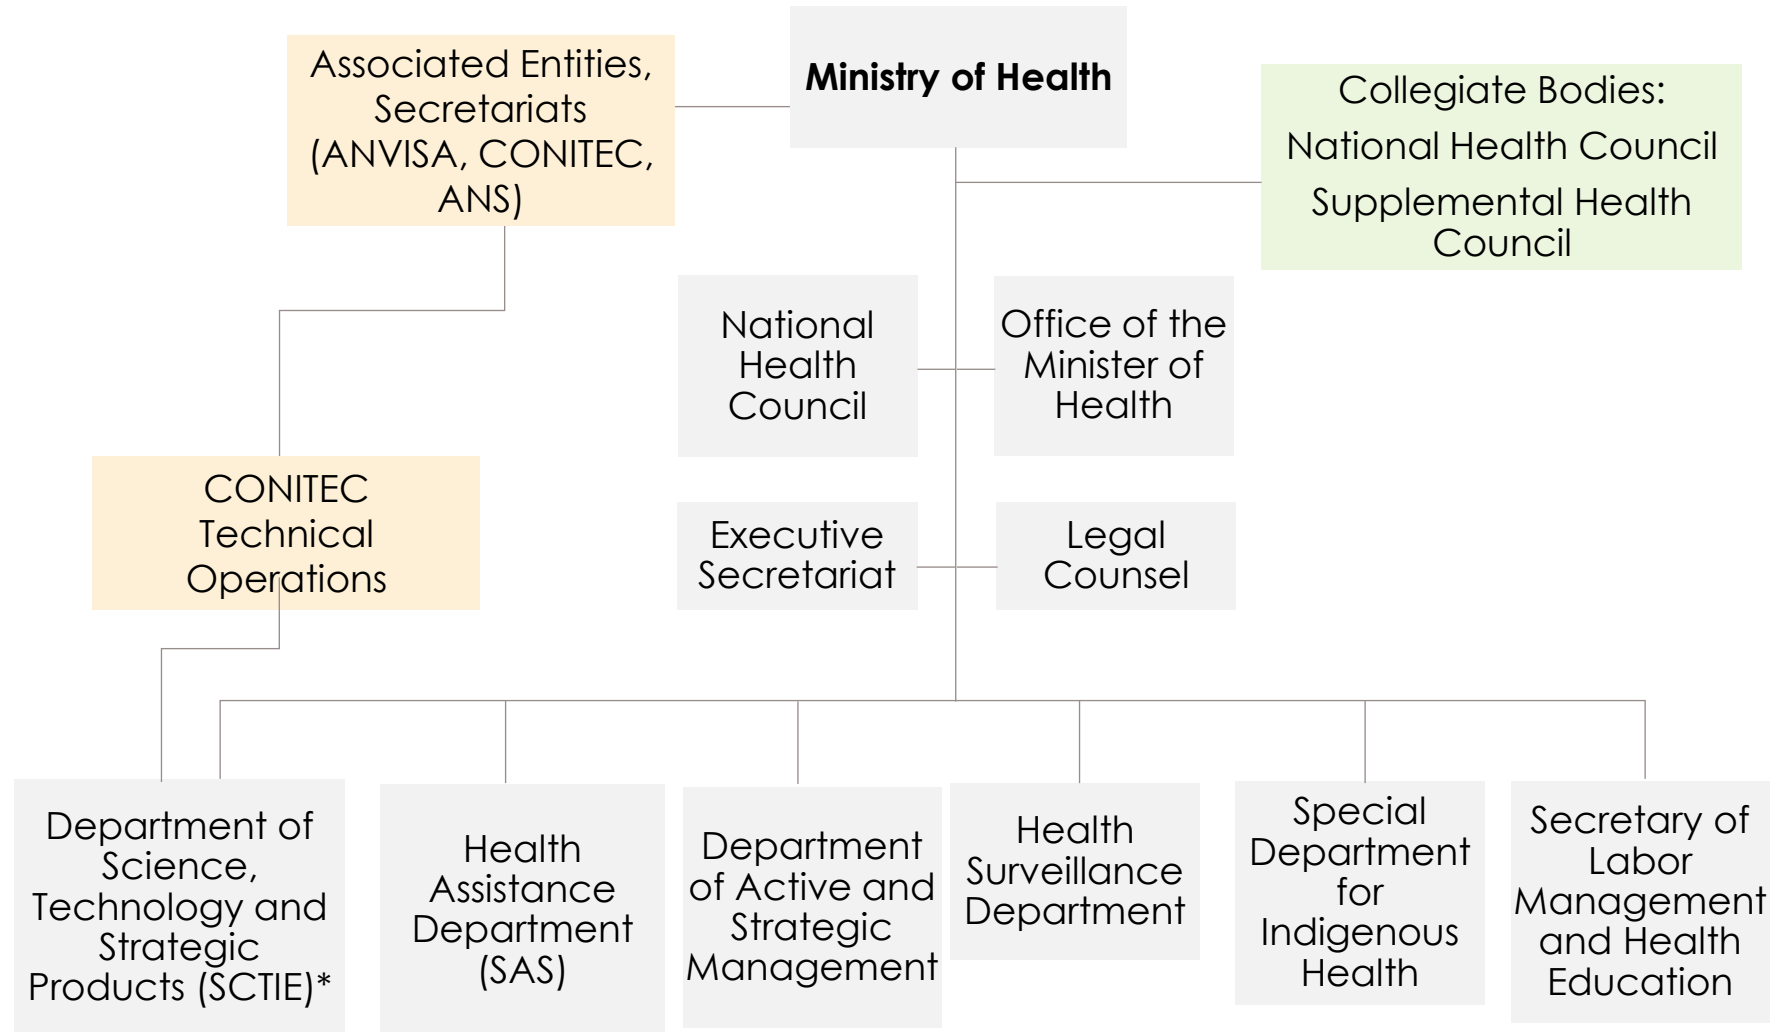 Associated Entities,
Secretariats
(ANVISA, CONITEC,
ANS)
Ministry of Health
Collegiate Bodies:
National Health Council
Supplemental Health
Council
National
Health
Council
Office of the
Minister of
Health
CONITEC
Technical
Operations
Executive
Secretariat
Legal
Counsel
Department of
Science,
Technology and
Strategic
Products (SCTIE)*
Health
Assistance
Department
(SAS)
Department
of Active and
Strategic
Management
Health
Surveillance
Department
Special
Department
for
Indigenous
Health
Secretary of
Labor
Management
and Health
Education